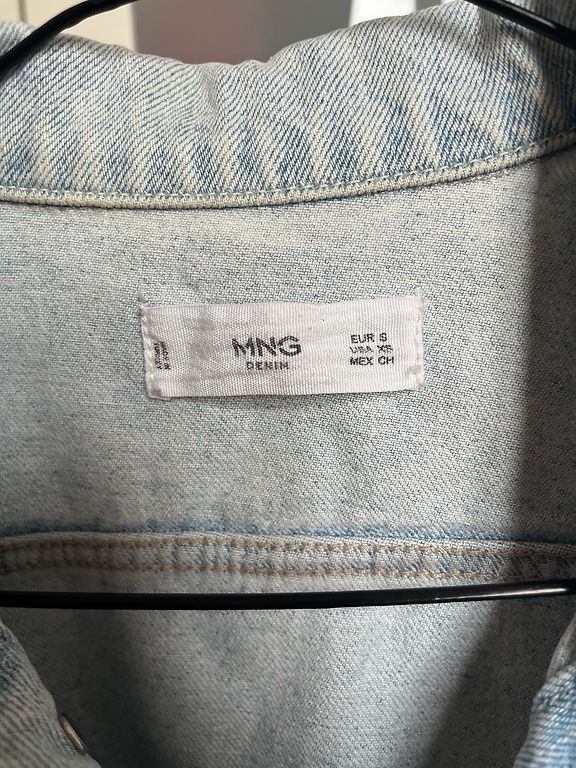 MNG
DENIM
EUR S
USA XS
MEX CH